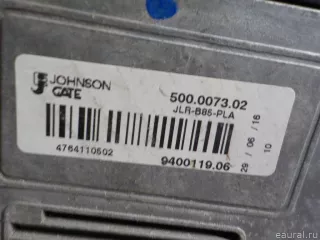 JOHNSON
GATE
500.0073.02
JLR-B85-PLA
4764110502
9400119.06
29 / 06 / 16
10
eaural.ru